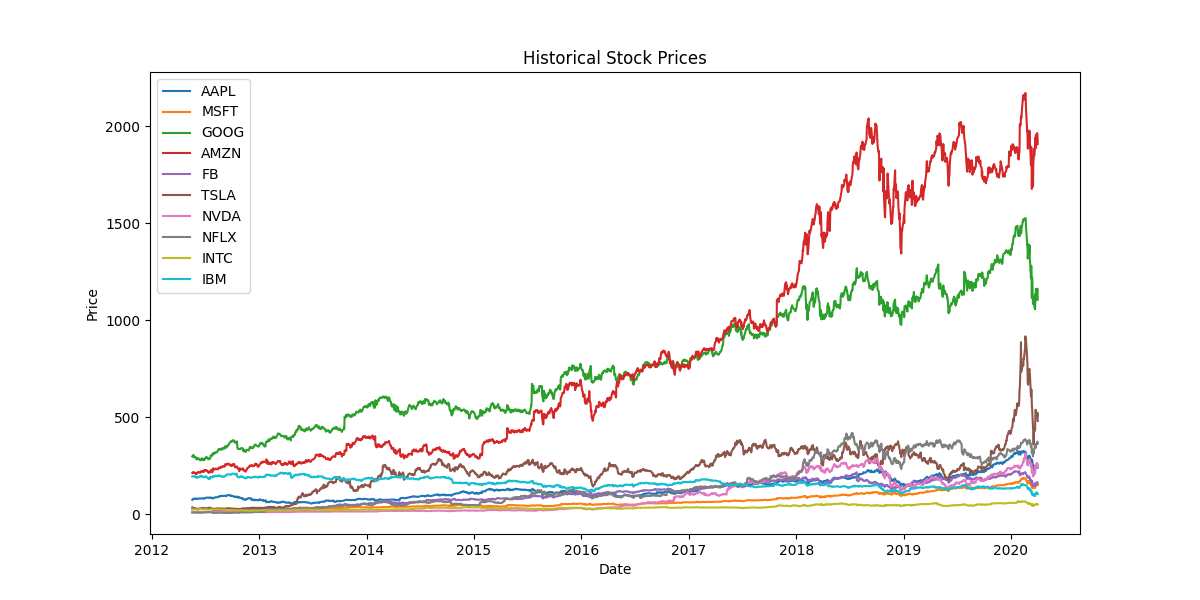 Historical Stock Prices
AAPL
MSFT
GOOG
AMZN
FB
TSLA
NVDA
NFLX
INTC
IBM
Price
2000
1500
1000
500
0
2012 2013 2014 2015 2016 2017 2018 2019 2020
Date